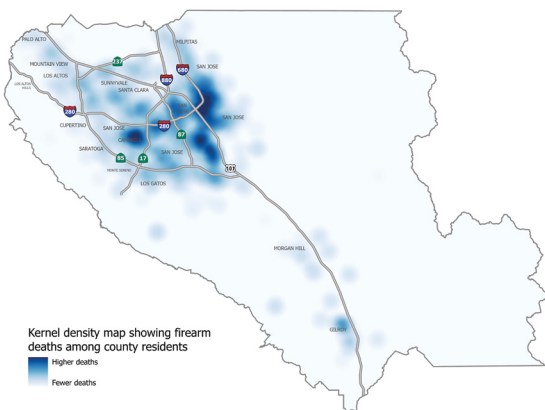 PALO ALTO
MILPITAS
237
MOUNTAIN VIEW
680
SAN JOSE
LOS ALTOS
880
SUNNYVALE
LOS ALTOS
HILLS
SANTA CLARA
280
SAN JOSE
CUPERTINO
SAN JOSE
280
87
SARATOGA
SAN JOSE
85
17
101
MONTE SERENO
LOS GATOS
MORGAN HILL
GILROY
Kernel density map showing firearm
deaths among county residents
Higher deaths
Fewer deaths